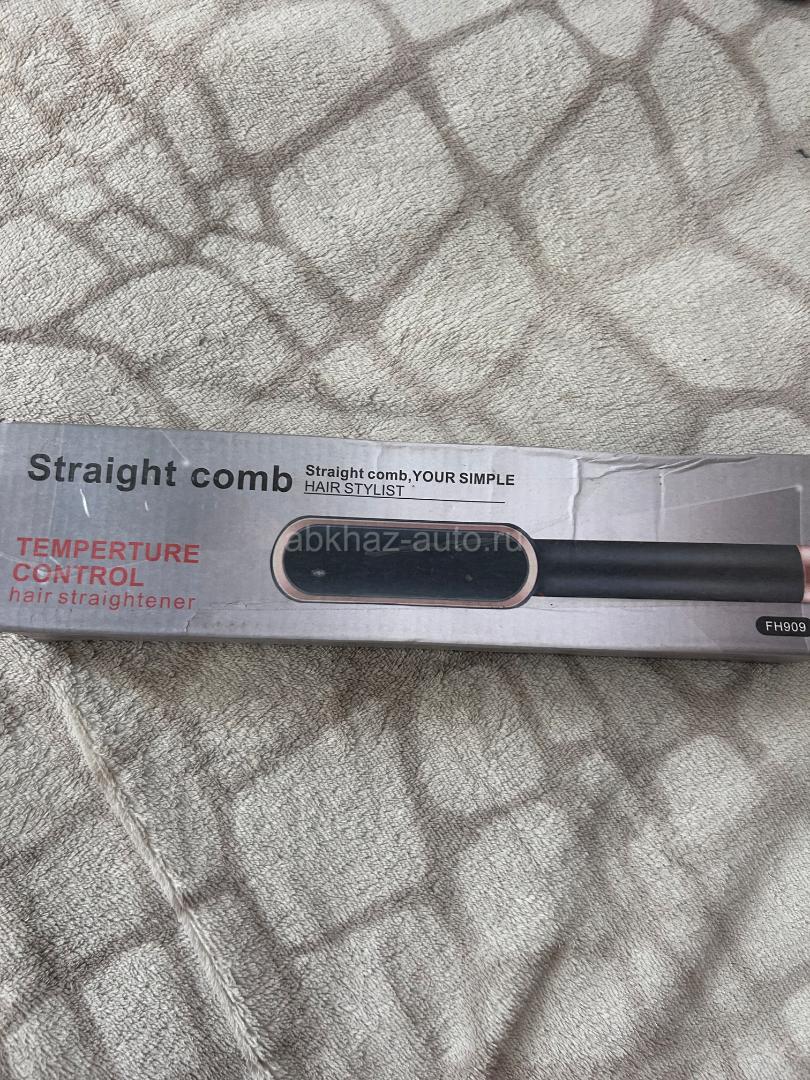 Straight comb
Straight comb,YOUR SIMPLE
HAIR STYLIST
TEMPERTURE
CONTROL
hair straightener
abkhaz-auto.ru
FH909